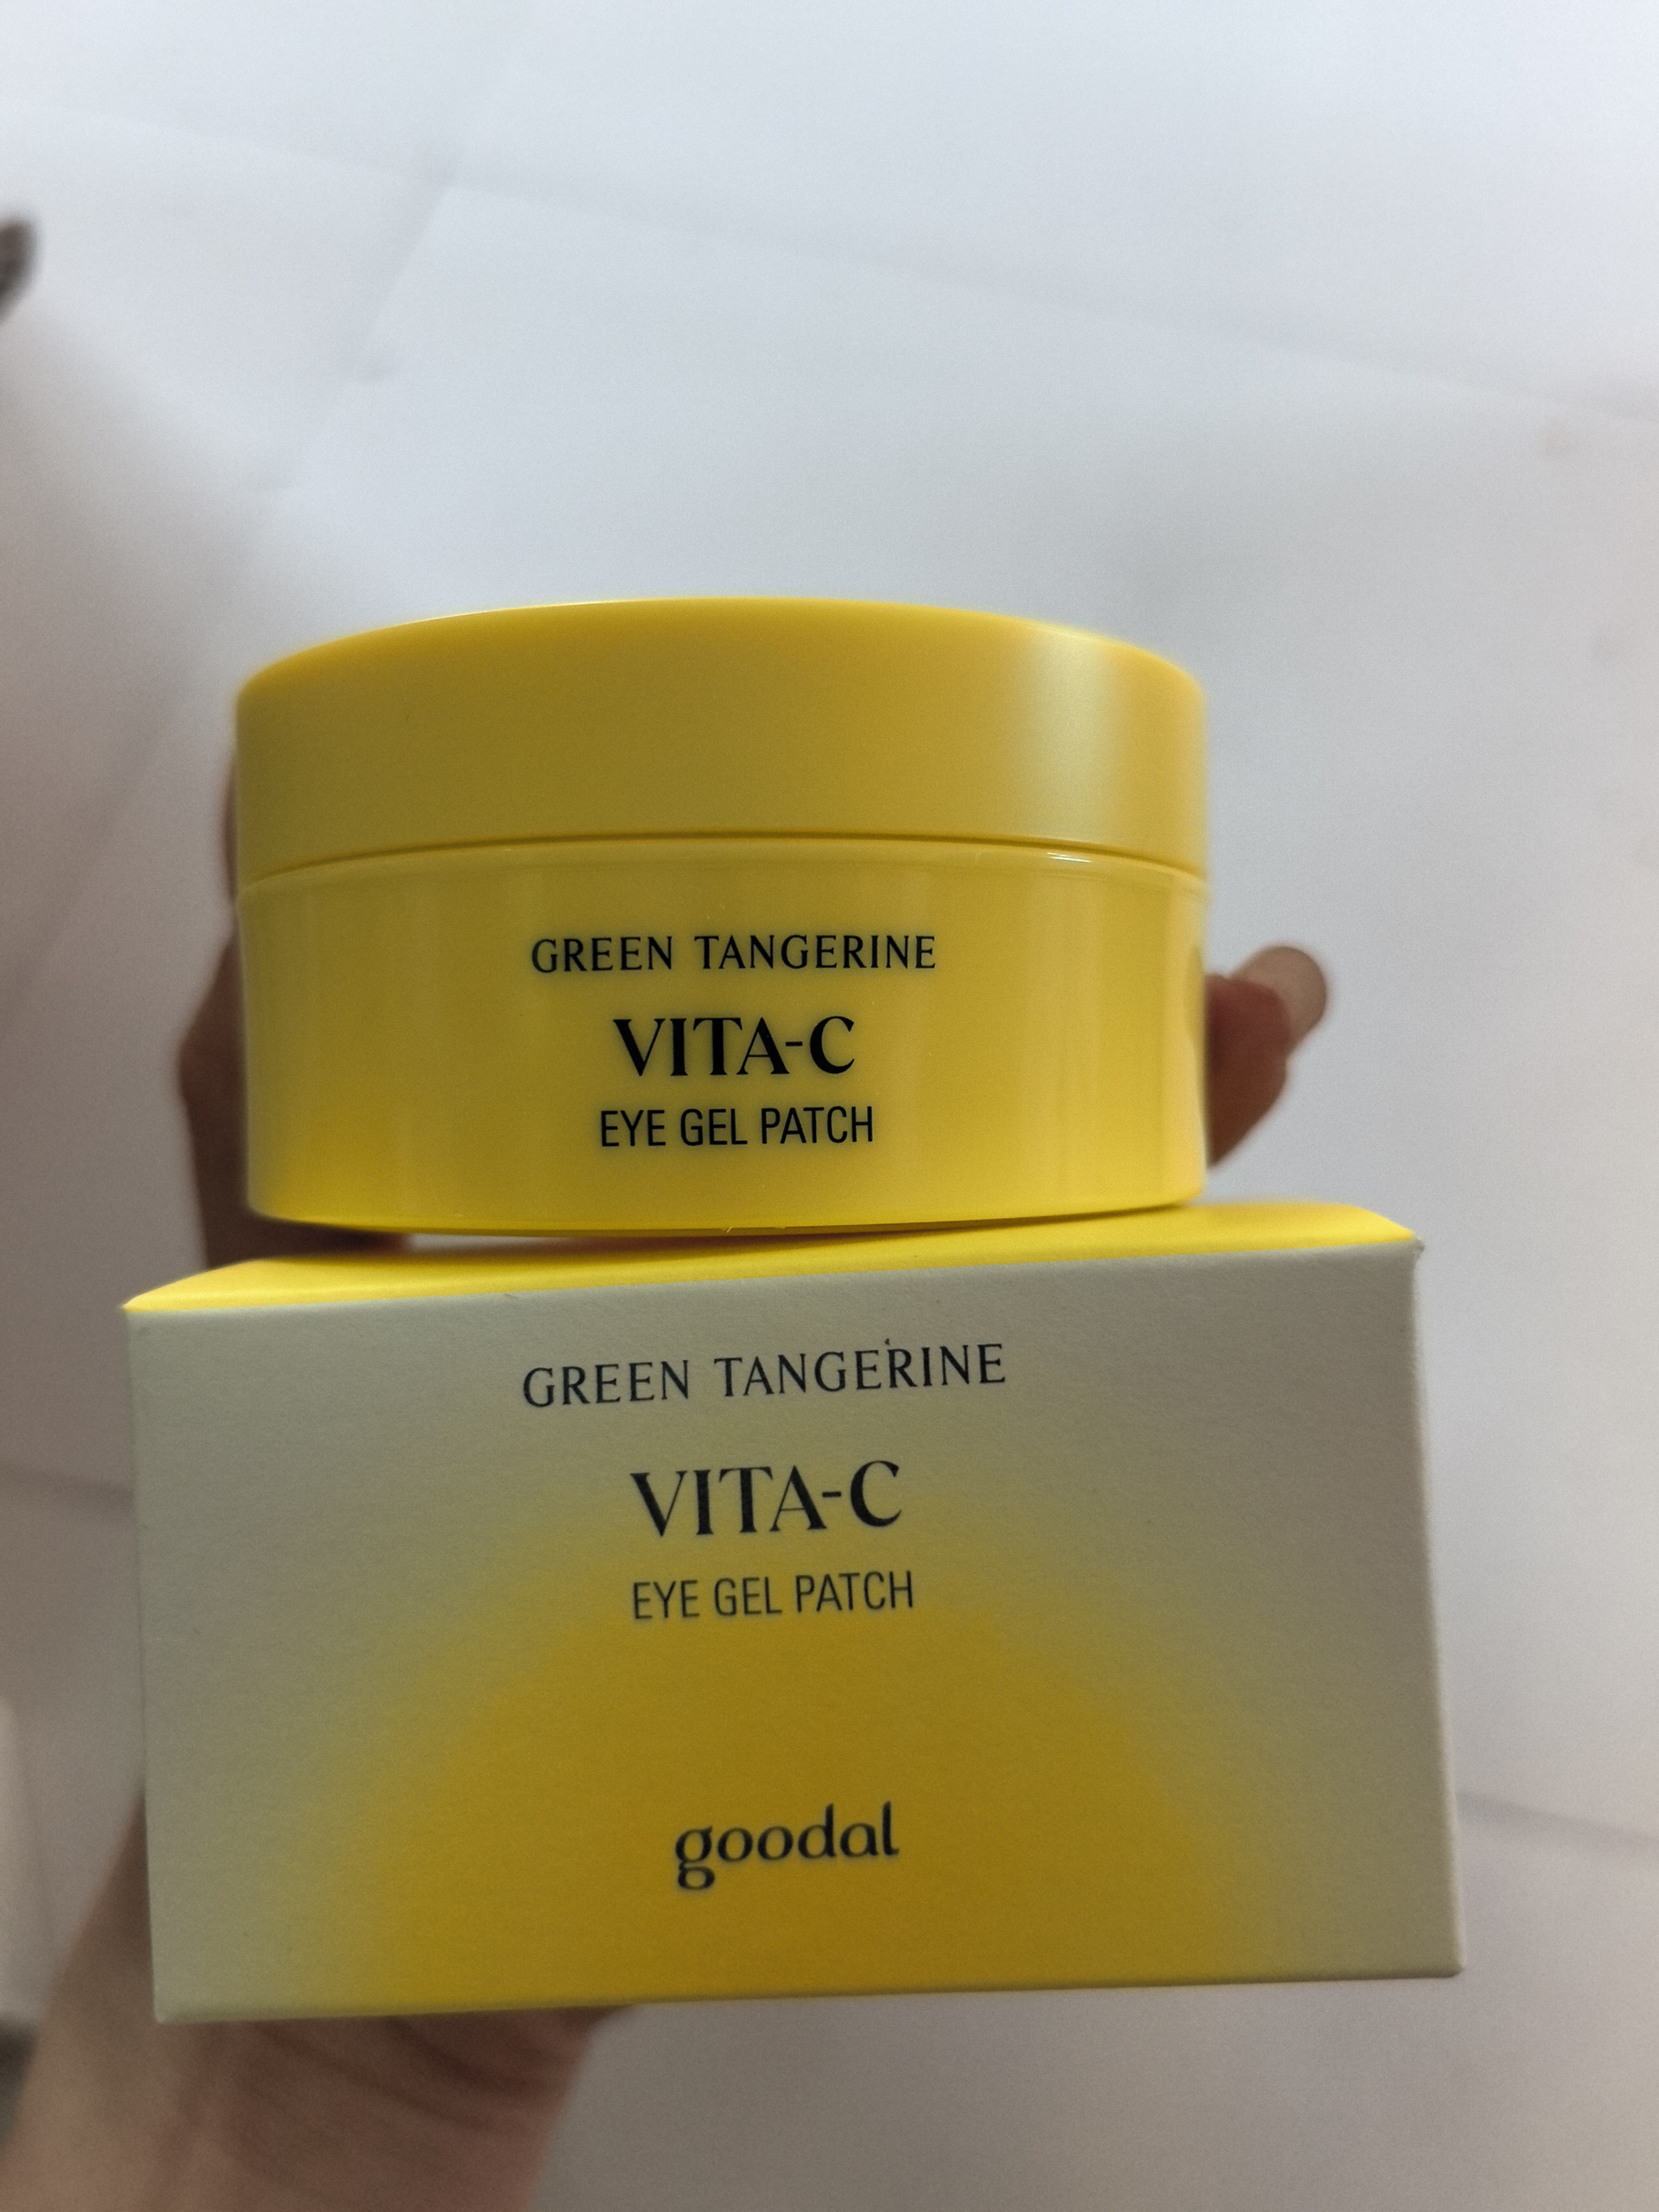 GREEN TANGERINE
VITA-C
EYE GEL PATCH
GREEN TANGERINE
VITA-C
EYE GEL PATCH
goodal